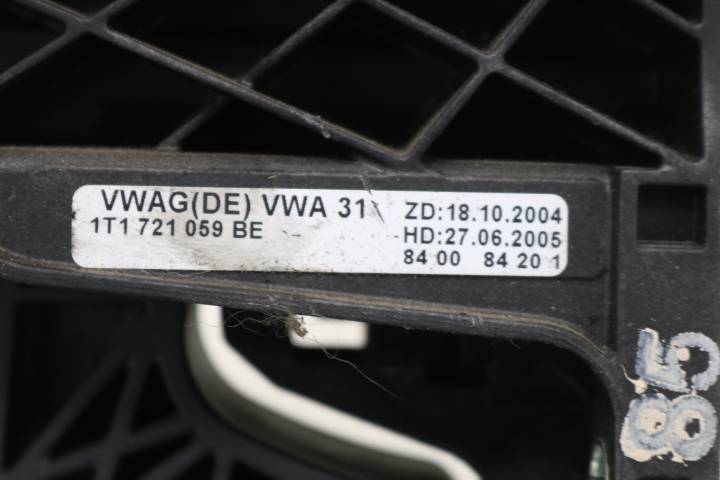 VWAG(DE) VWA 31
1T1 721 059 BE
ZD:18.10.2004
HD:27.06.2005
84 00 84 20 1
85